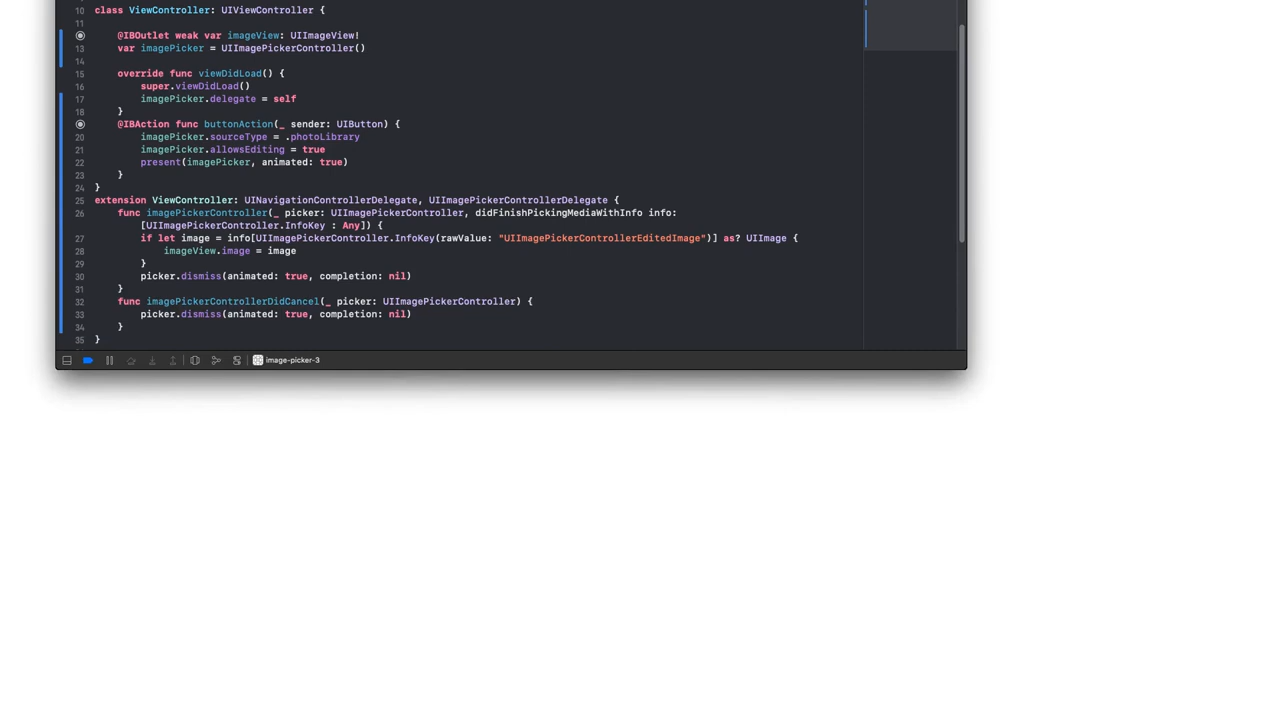 10 class ViewController: UIViewController {
11
@IBOutlet weak var imageView: UIImageView!
13 var imagePicker = UIImagePickerController()
14
15 override func viewDidLoad() {
16 super.viewDidLoad()
17 imagePicker.delegate = self
18 }
@IBAction func buttonAction(_ sender: UIButton) {
20 imagePicker.sourceType = .photoLibrary
21 imagePicker.allowsEditing = true
22 present(imagePicker, animated: true)
23 }
24 }
25 extension ViewController: UINavigationControllerDelegate, UIImagePickerControllerDelegate {
26 func imagePickerController(_ picker: UIImagePickerController, didFinishPickingMediaWithInfo info:
[UIImagePickerController.InfoKey : Any]) {
27 if let image = info[UIImagePickerController.InfoKey(rawValue: "UIImagePickerControllerEditedImage")] as? UIImage {
28 imageView.image = image
29 }
30 picker.dismiss(animated: true, completion: nil)
31 }
32 func imagePickerControllerDidCancel(_ picker: UIImagePickerController) {
33 picker.dismiss(animated: true, completion: nil)
34 }
35 }
image-picker-3